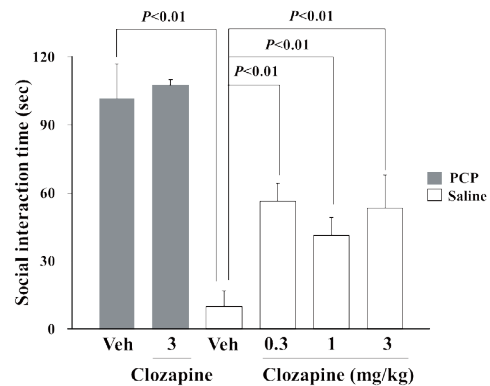 P<0.01
P<0.01
P<0.01
P<0.01
Social interaction time (sec)
120
90
60
30
0
PCP
Saline
Veh 3 Veh 0.3 1 3
Clozapine Clozapine (mg/kg)